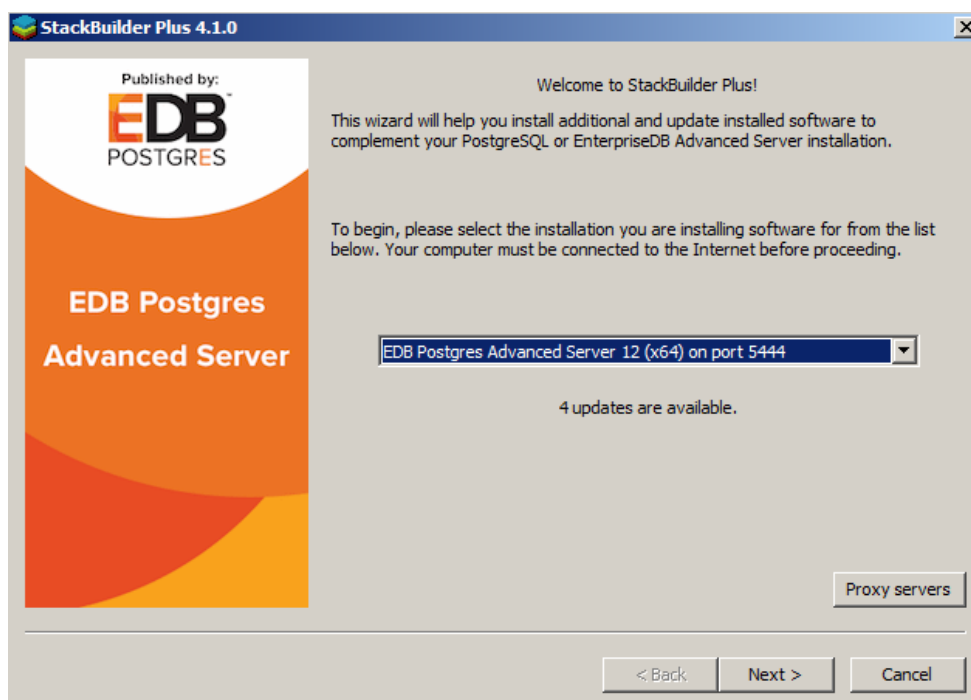 StackBuilder Plus 4.1.0
Published by:
EDB™
POSTGRES
EDB Postgres
Advanced Server
Welcome to StackBuilder Plus!
This wizard will help you install additional and update installed software to
complement your PostgreSQL or EnterpriseDB Advanced Server installation.
To begin, please select the installation you are installing software for from the list
below. Your computer must be connected to the Internet before proceeding.
EDB Postgres Advanced Server 12 (x64) on port 5444
4 updates are available.
Proxy servers
< Back
Next >
Cancel